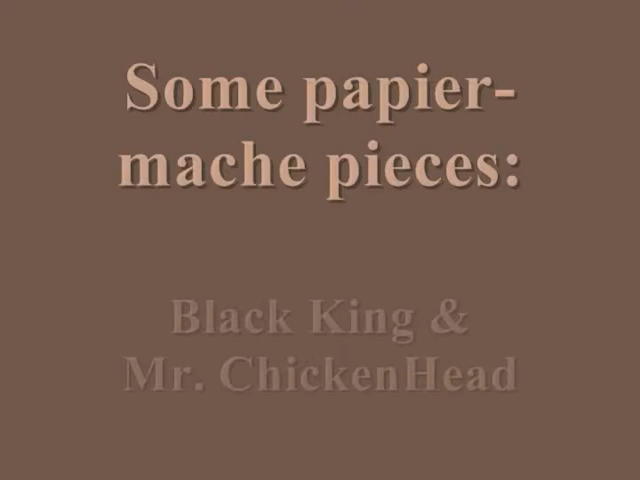 Some papier-
mache pieces:
Black King &
Mr. ChickenHead